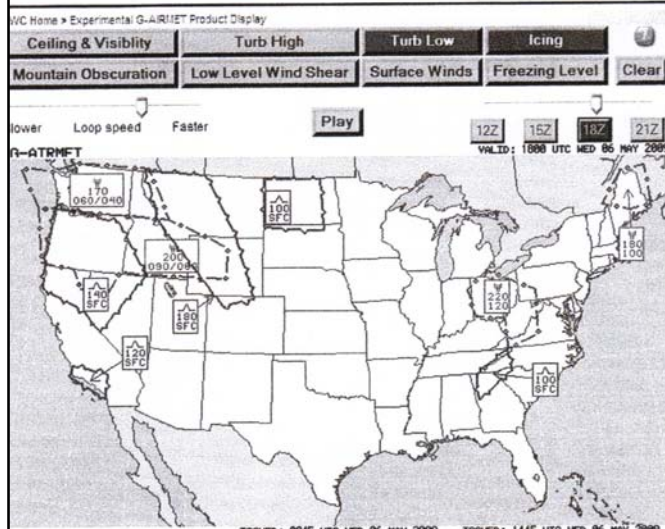 WC Home » Experimental G-AIRMET Product Display
Ceiling & Visiblity Turb High Turb Low Icing ?
Mountain Obscuration Low Level Wind Shear Surface Winds Freezing Level Clear
lower Loop speed Faster Play 12Z 15Z 18Z 21Z
G-AIRMET VALID: 1800 UTC WED 06 MAY 200
170
060/040
100
SFC
200
180
100
140
SFC
220
120
180
SFC
120
SFC
100
SFC